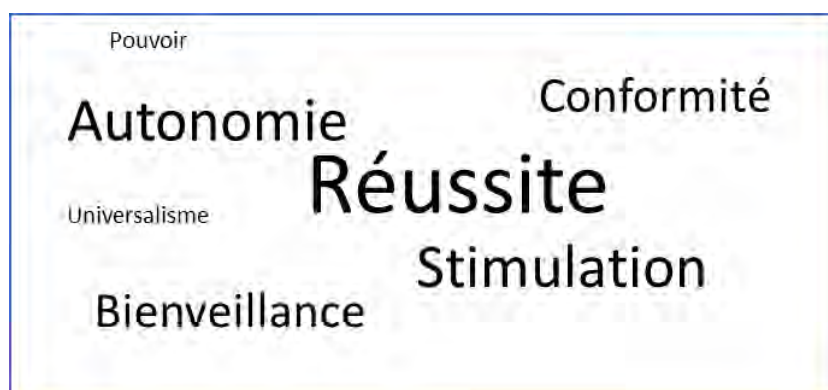 Pouvoir
Conformité
Autonomie
Réussite
Universalisme
Stimulation
Bienveillance